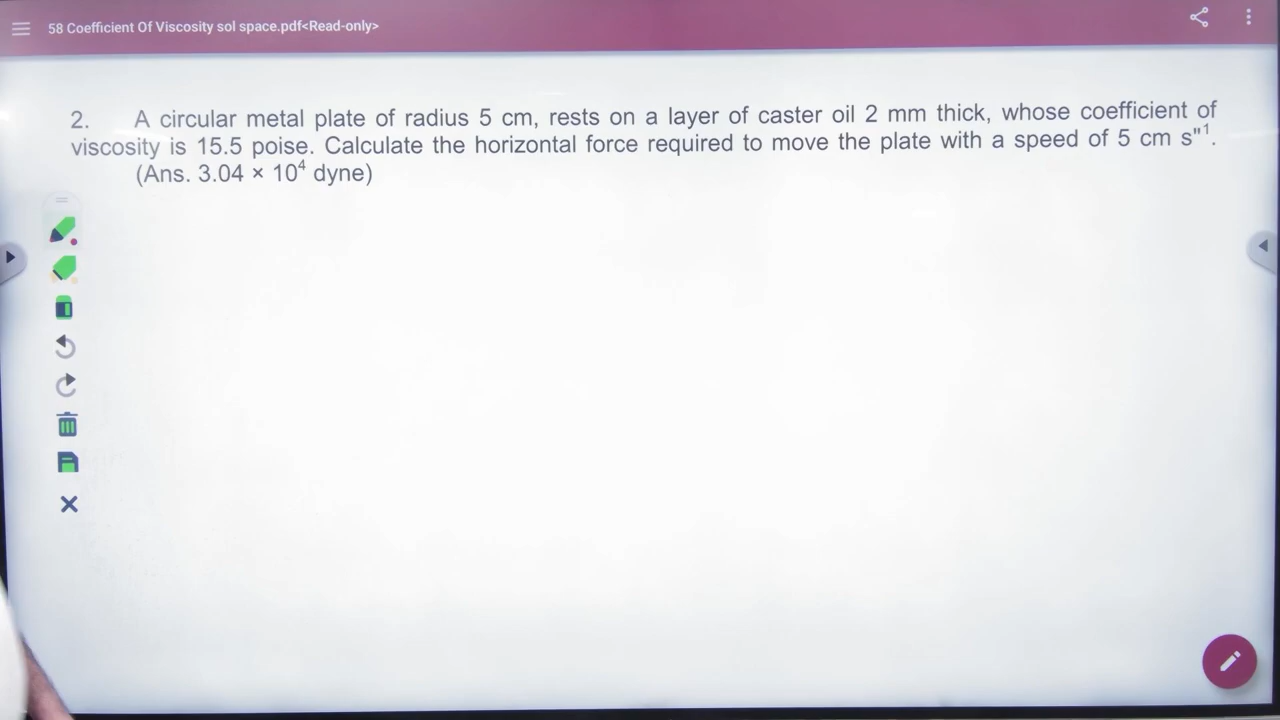 58 Coefficient Of Viscosity sol space.pdf<Read-only>
2. A circular metal plate of radius 5 cm, rests on a layer of caster oil 2 mm thick, whose coefficient of
viscosity is 15.5 poise. Calculate the horizontal force required to move the plate with a speed of 5 cm s"¹.
(Ans. 3.04 × 10⁴ dyne)